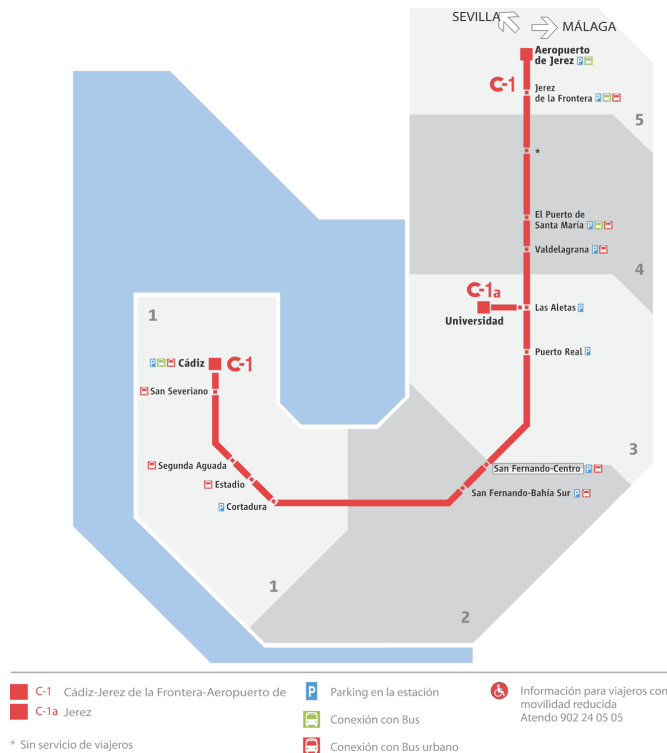 SEVILLA
MÁLAGA
Aeropuerto
de Jerez P
C-1
Jerez
de la Frontera P
5
*
El Puerto de
Santa María P
Valdelagrana P
4
C-1a
Universidad
Las Aletas P
Puerto Real P
1
P Cádiz
C-1
San Severiano
3
San Fernando-Centro P
Segunda Aguada
Estadio
San Fernando-Bahía Sur P
P Cortadura
1
2
C-1 Cádiz-Jerez de la Frontera-Aeropuerto de
C-1a Jerez
* Sin servicio de viajeros
P Parking en la estación
Conexión con Bus
Conexión con Bus urbano
Información para viajeros con
movilidad reducida
Atendo 902 24 05 05